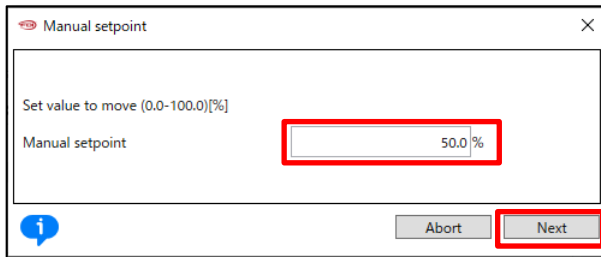 Manual setpoint
Set value to move (0.0-100.0)[%]
Manual setpoint 50.0 %
Abort Next